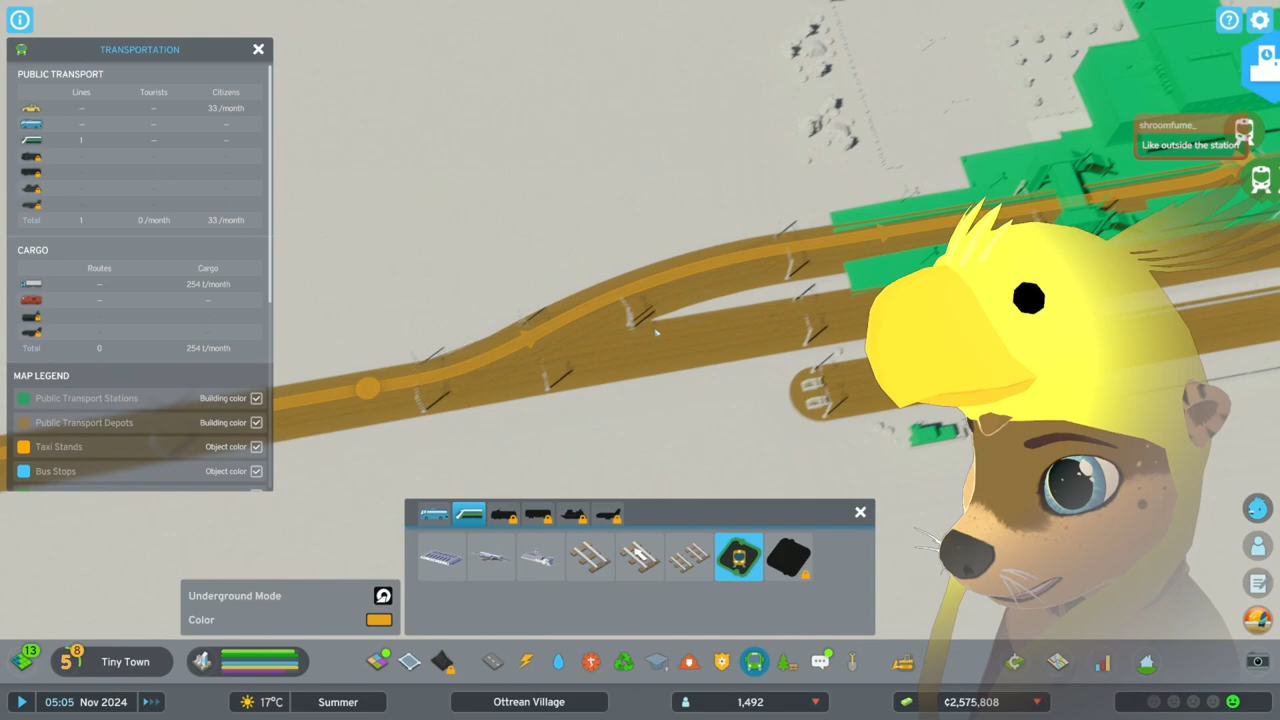 TRANSPORTATION
PUBLIC TRANSPORT
Lines Tourists Citizens
– – 33 /month
– – –
1 – –
Total 1 0 /month 33 /month
CARGO
Routes Cargo
– 254 t/month
– –
Total 0 254 t/month
MAP LEGEND
Public Transport Stations Building color
Public Transport Depots Building color
Taxi Stands Object color
Bus Stops Object color
shroomfume_
Like outside the station
Underground Mode
Color
13
5
8
Tiny Town
05:05 Nov 2024
17°C
Summer
Ottrean Village
1,492
¢2,575,808